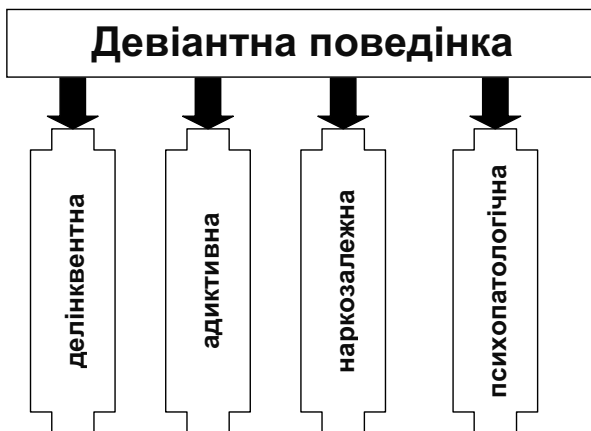 Девіантна поведінка
делінквентна
адиктивна
наркозалежна
психопатологічна